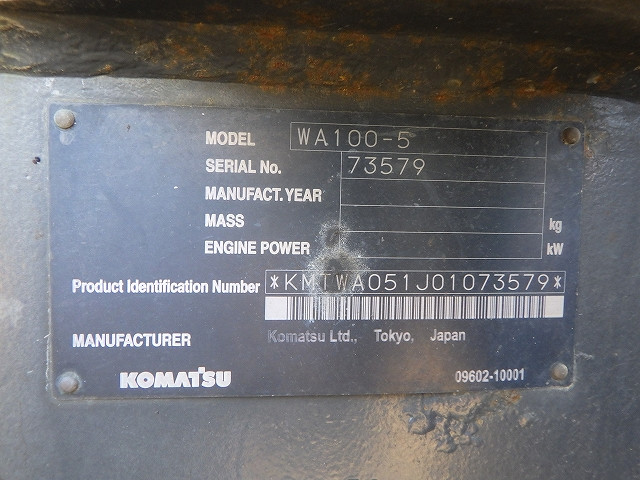 MODEL WA100-5
SERIAL No. 73579
MANUFACT. YEAR
MASS kg
ENGINE POWER kW
Product Identification Number *KMTWA051J01073579*
MANUFACTURER Komatsu Ltd., Tokyo, Japan
KOMATSU 09602-10001